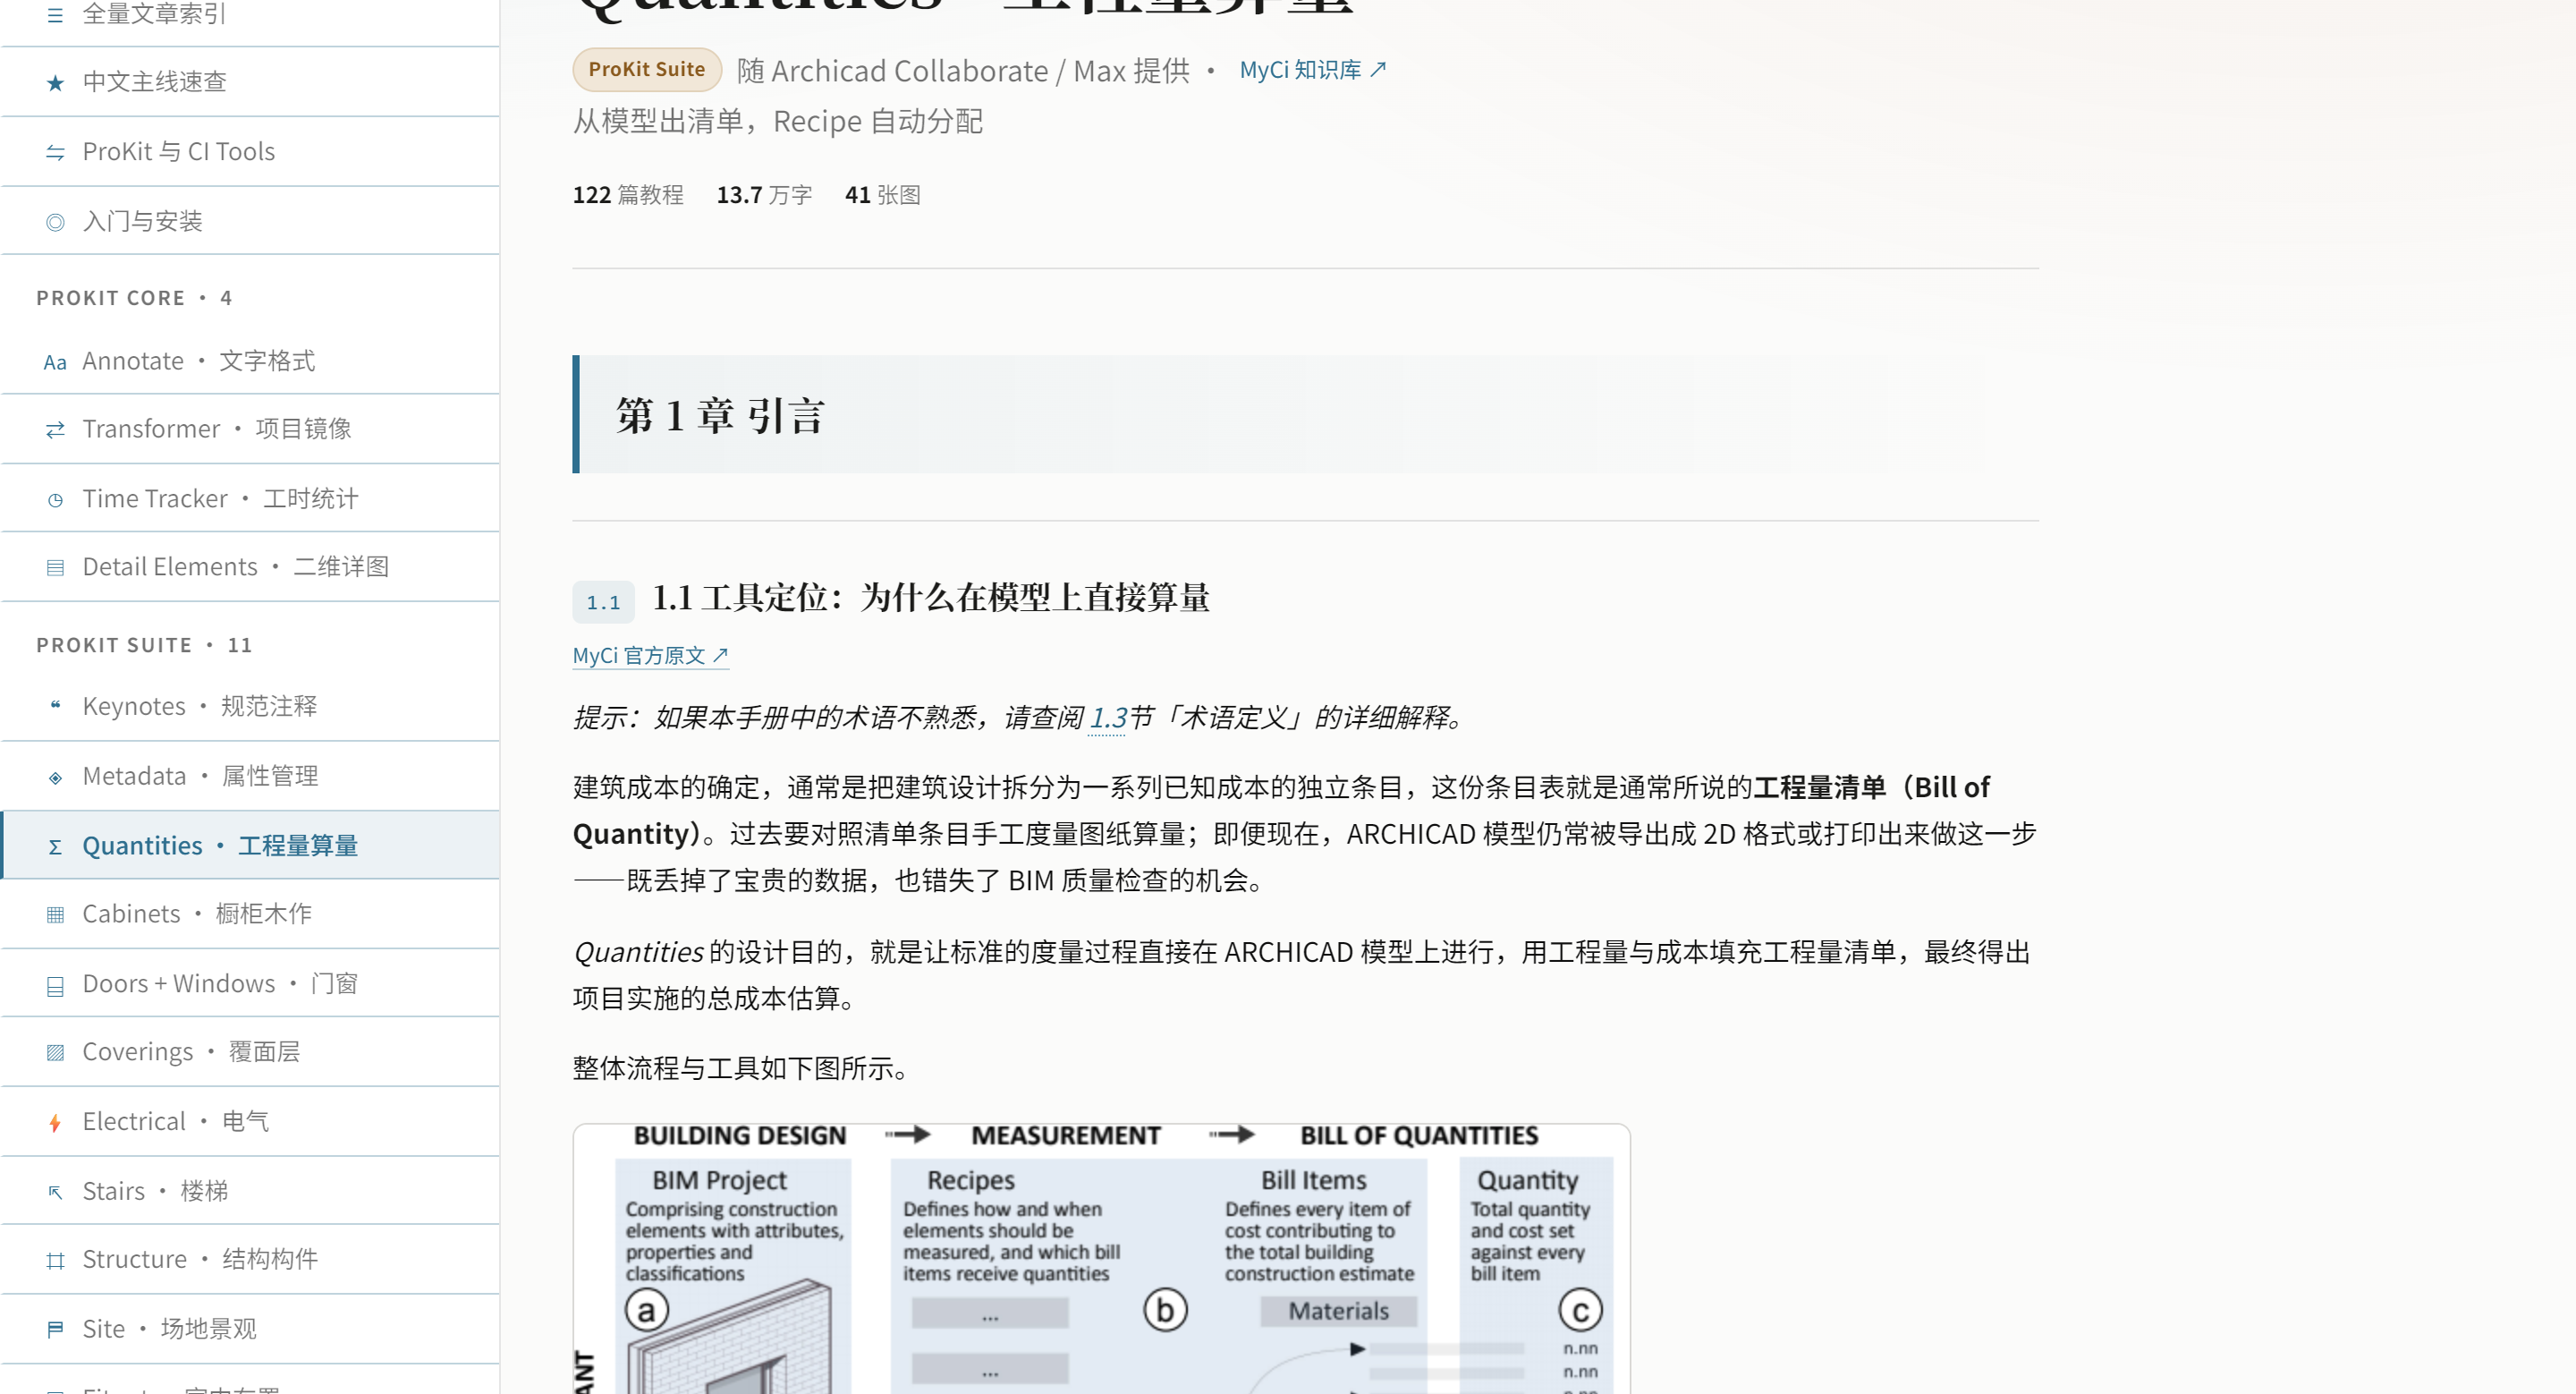 全量文章索引
中文主线速查
ProKit 与 CI Tools
入门与安装
PROKIT CORE • 4
Aa Annotate • 文字格式
Transformer • 项目镜像
Time Tracker • 工时统计
Detail Elements • 二维详图
PROKIT SUITE • 11
❝ Keynotes • 规范注释
Metadata • 属性管理
Σ Quantities • 工程量算量
Cabinets • 橱柜木作
Doors + Windows • 门窗
Coverings • 覆面层
Electrical • 电气
Stairs • 楼梯
Structure • 结构构件
Site • 场地景观
Quantities 工程量算量
ProKit Suite 随 Archicad Collaborate / Max 提供 • MyCi 知识库 ↗
从模型出清单，Recipe 自动分配
122 篇教程 13.7 万字 41 张图
第 1 章 引言
1.1 1.1 工具定位：为什么在模型上直接算量
MyCi 官方原文 ↗
提示：如果本手册中的术语不熟悉，请查阅 1.3节「术语定义」的详细解释。
建筑成本的确定，通常是把建筑设计拆分为一系列已知成本的独立条目，这份条目表就是通常所说的工程量清单（Bill of
Quantity）。过去要对照清单条目手工度量图纸算量；即便现在，ARCHICAD 模型仍常被导出成 2D 格式或打印出来做这一步
——既丢掉了宝贵的数据，也错失了 BIM 质量检查的机会。
Quantities 的设计目的，就是让标准的度量过程直接在 ARCHICAD 模型上进行，用工程量与成本填充工程量清单，最终得出
项目实施的总成本估算。
整体流程与工具如下图所示。
BUILDING DESIGN MEASUREMENT BILL OF QUANTITIES
BIM Project
Comprising construction
elements with attributes,
properties and
classifications
a
Recipes
Defines how and when
elements should be
measured, and which bill
items receive quantities
...
...
b
Bill Items
Defines every item of
cost contributing to
the total building
construction estimate
Materials
Quantity
Total quantity
and cost set
against every
bill item
c
n.nn
n.nn